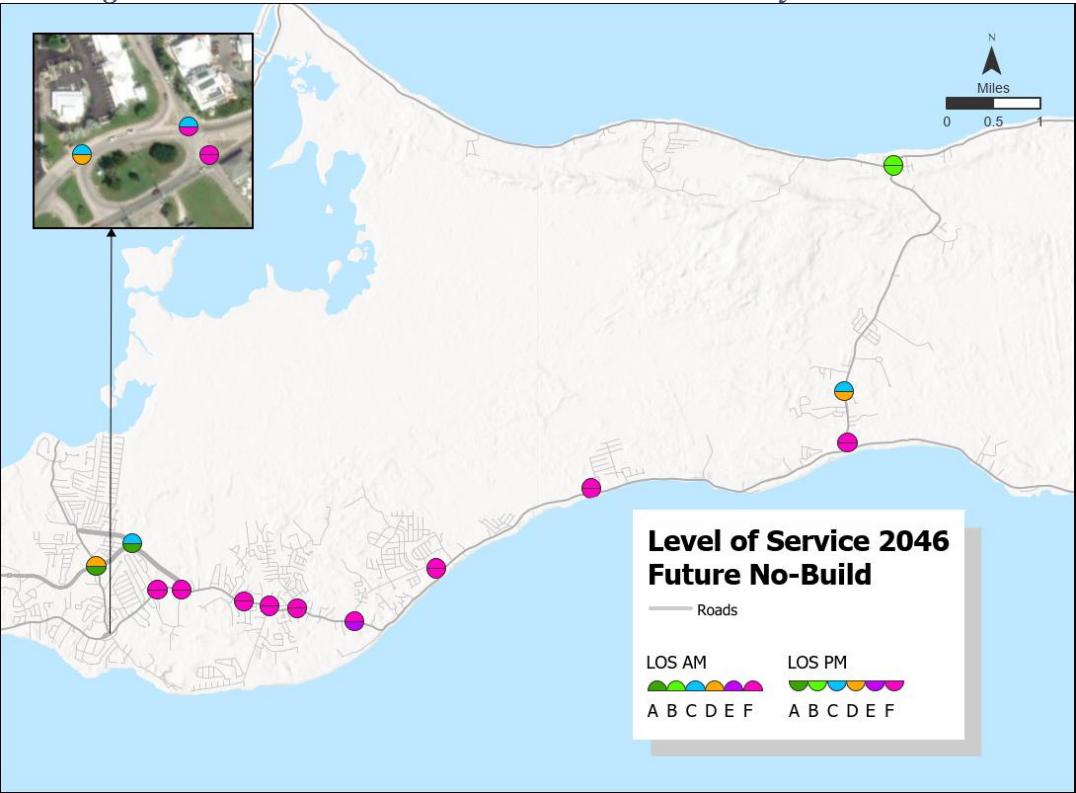 N
Miles
0 0.5 1
Level of Service 2046
Future No-Build
Roads
LOS AM LOS PM
A B C D E F A B C D E F